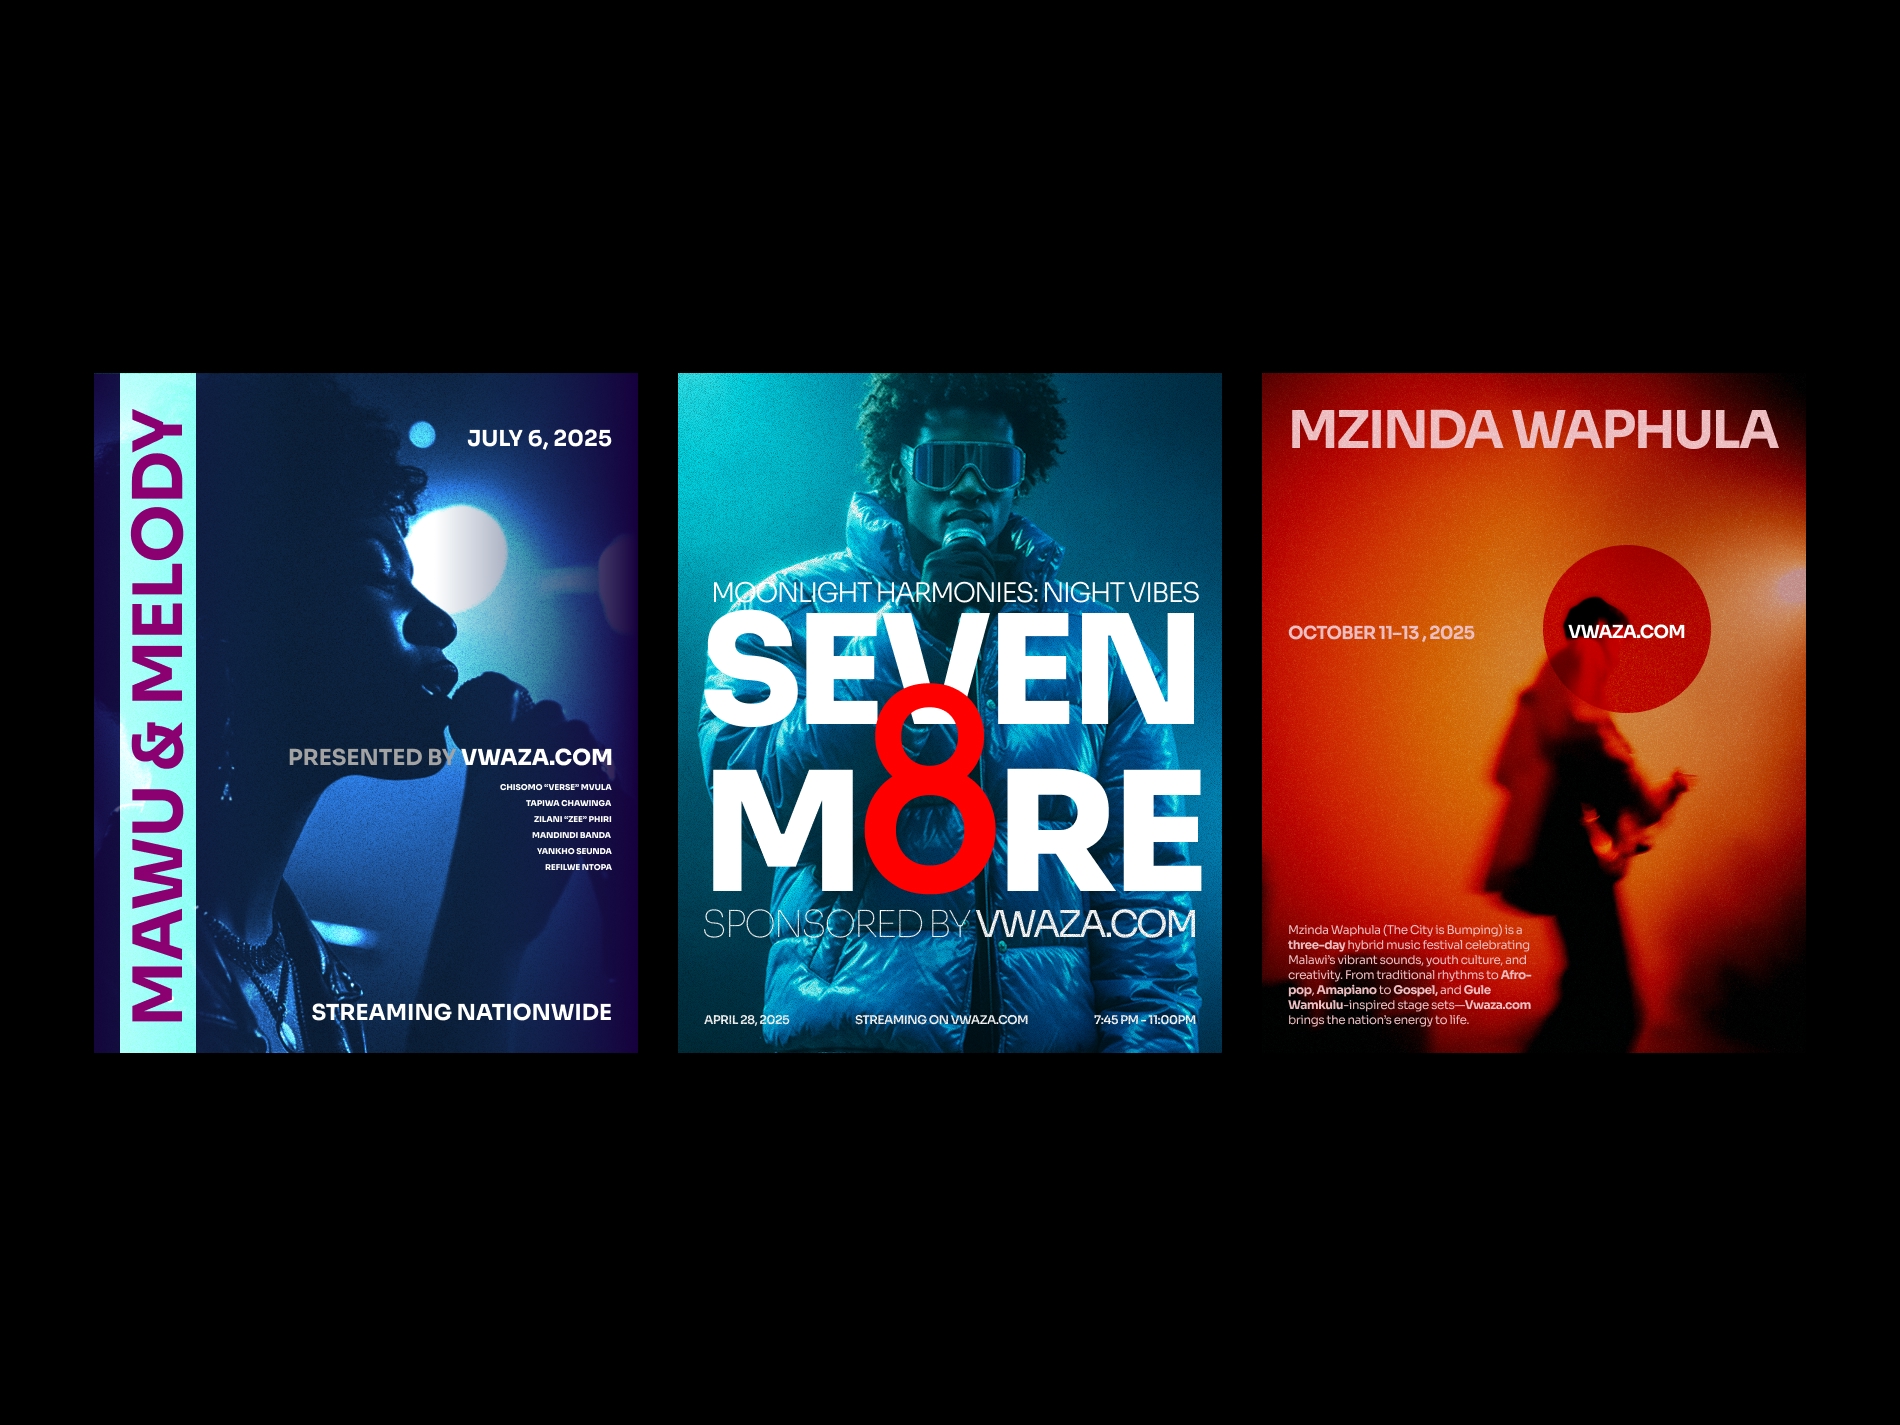 MAWU & MELODY
JULY 6, 2025
PRESENTED BY VWAZA.COM
CHISOMO “VERSE” MVULA
TAPIWA CHAWINGA
ZILANI “ZEE” PHIRI
MANDINDI BANDA
YANKHO SEUNDA
REFILWE NTOPA
STREAMING NATIONWIDE
MOONLIGHT HARMONIES: NIGHT VIBES
SEVEN
M8RE
SPONSORED BY VWAZA.COM
APRIL 28, 2025
STREAMING ON VWAZA.COM
7:45 PM - 11:00PM
MZINDA WAPHULA
OCTOBER 11–13 , 2025
VWAZA.COM
Mzinda Waphula (The City is Bumping) is a
three-day hybrid music festival celebrating
Malawi’s vibrant sounds, youth culture, and
creativity. From traditional rhythms to Afro-
pop, Amapiano to Gospel, and Gule
Wamkulu-inspired stage sets—Vwaza.com
brings the nation’s energy to life.